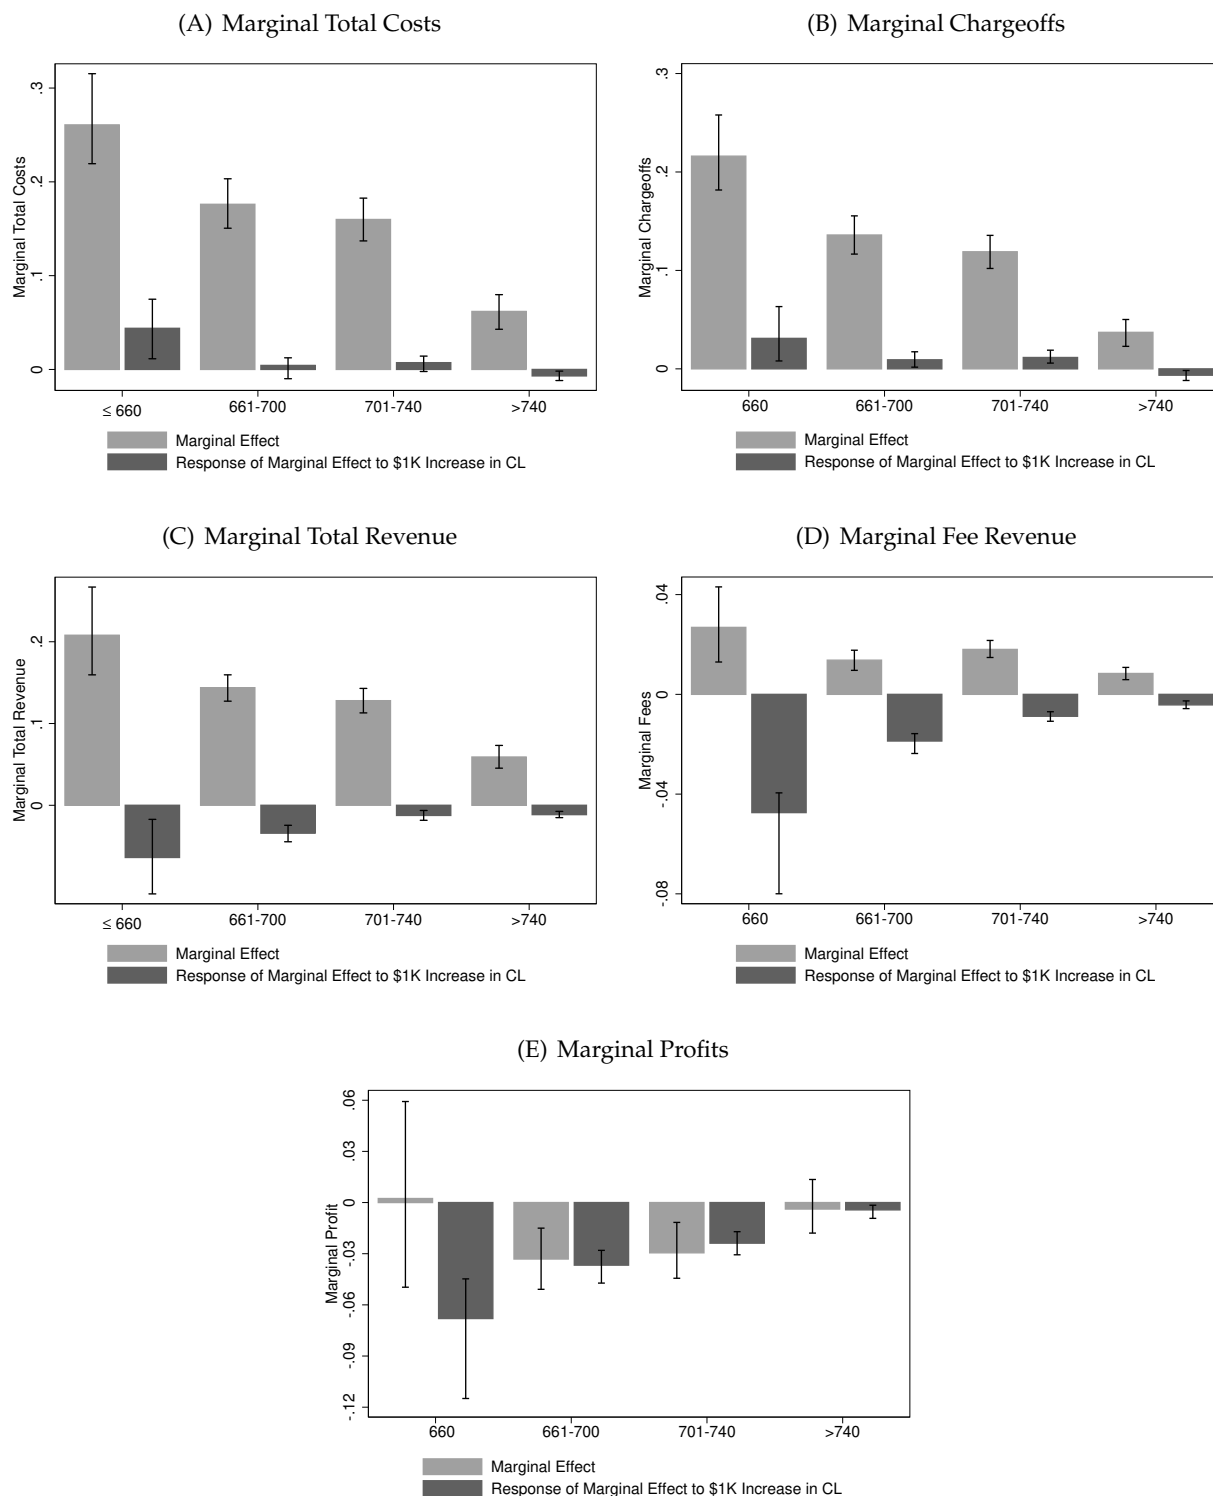 (A) Marginal Total Costs
Marginal Total Costs
.3
.2
.1
0
≤ 660
661-700
701-740
>740
Marginal Effect
Response of Marginal Effect to $1K Increase in CL
(B) Marginal Chargeoffs
Marginal Chargeoffs
.3
.2
.1
0
660
661-700
701-740
>740
Marginal Effect
Response of Marginal Effect to $1K Increase in CL
(C) Marginal Total Revenue
Marginal Total Revenue
.2
.1
0
≤ 660
661-700
701-740
>740
Marginal Effect
Response of Marginal Effect to $1K Increase in CL
(D) Marginal Fee Revenue
Marginal Fees
.04
0
-.04
-.08
660
661-700
701-740
>740
Marginal Effect
Response of Marginal Effect to $1K Increase in CL
(E) Marginal Profits
Marginal Profit
.06
.03
0
-.03
-.06
-.09
-.12
660
661-700
701-740
>740
Marginal Effect
Response of Marginal Effect to $1K Increase in CL